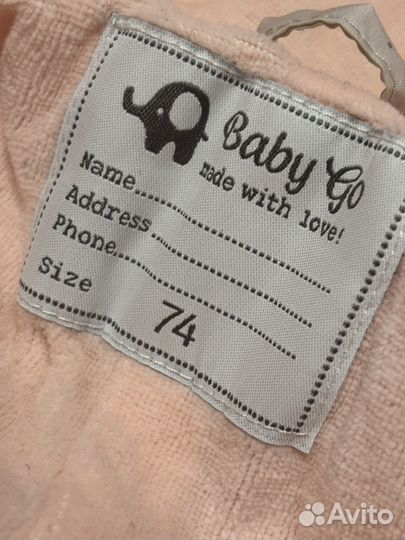 Baby Go
made with love!
Name
Address
Phone
Size 74
Avito